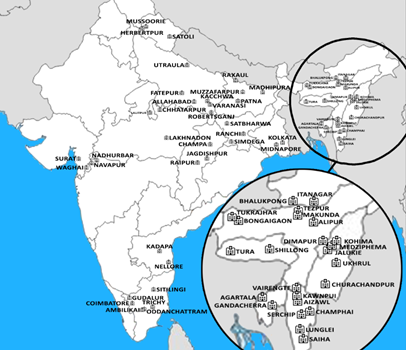 MUSSOORIE
HERBERTPUR
SATOLI
UTRAULA
RAXAUL
FATEPUR
MUZZAFARPUR
MADHIPURA
KACCHWA
ALLAHABAD
PATNA
VARANASI
CHHATARPUR
ROBERTSGANJ
SATBHARWA
LAKHNADON
RANCHI
KOLKATA
CHAMPA
SIMDEGA
MIDNAPORE
JAGDISHPUR
RAIPUR
SURAT
NADHURBAR
WAGHAI
NAVAPUR
KADAPA
NELLORE
SITILINGI
GUDALUR
COIMBATORE
TRICHY
AMBILIKAI
ODDANCHATTRAM
ITANAGAR
BHALUKPONG
TEZPUR
TUKRAJHAR
MAKUNDA
BONGAIGAON
ALIPUR
DIMAPUR
KOHIMA
TURA
SHILLONG
MEDZIPHEMA
JALUKIE
UKHRUL
CHURACHANDPUR
VAIRENGTE
AGARTALA
KAWNPUI
AIZAWL
GANDACHERRA
SERCHIP
CHAMPHAI
LUNGLEI
SAIHA